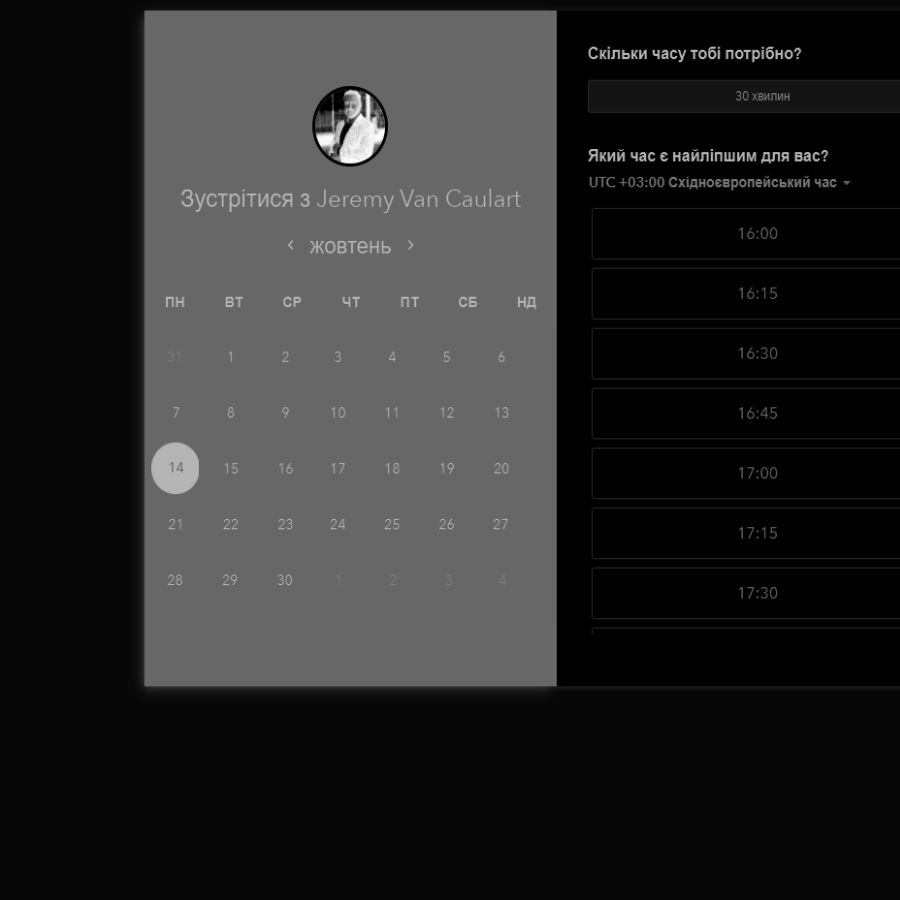 Зустрітися з Jeremy Van Caulart
жовтень
ПН ВТ СР ЧТ ПТ СБ НД
31 1 2 3 4 5 6
7 8 9 10 11 12 13
14 15 16 17 18 19 20
21 22 23 24 25 26 27
28 29 30 1 2 3 4
Скільки часу тобі потрібно?
30 хвилин
Який час є найліпшим для вас?
UTC +03:00 Східноєвропейський час
16:00
16:15
16:30
16:45
17:00
17:15
17:30